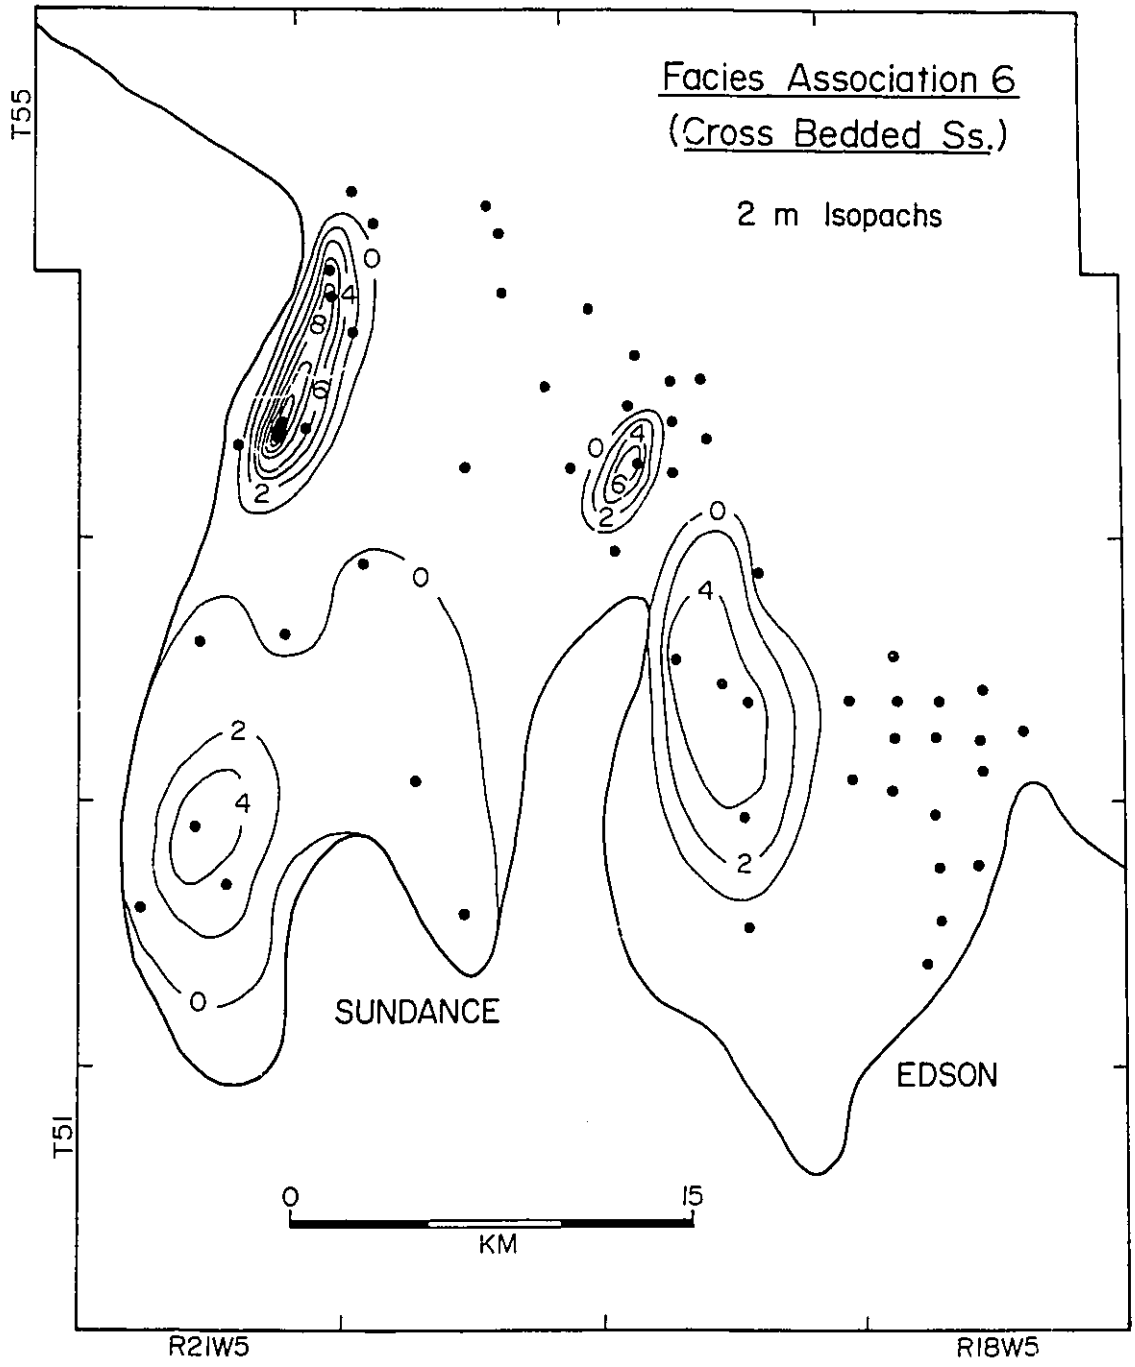 T55
Facies Association 6
(Cross Bedded Ss.)
2 m Isopachs
0
4
8
6
2
0
4
6
2
0
0
4
2
4
2
0
SUNDANCE
EDSON
T51
0 15
KM
R21W5 R18W5